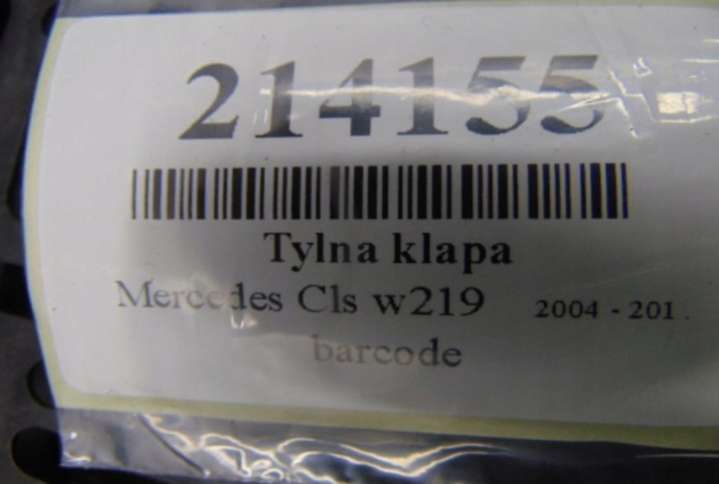 214155
Tylna klapa
Mercedes Cls w219 2004 - 201
barcode